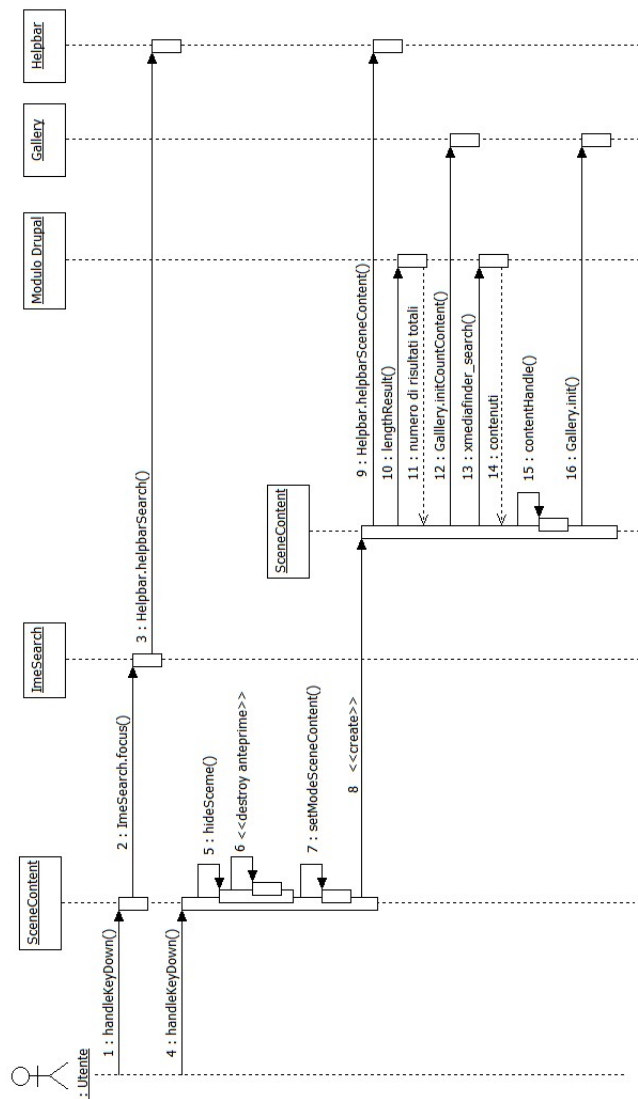 : Utente
SceneContent
ImeSearch
SceneContent
Modulo Drupal
Gallery
Helpbar
1 : handleKeyDown()
2 : ImeSearch.focus()
3 : Helpbar.helpbarSearch()
4 : handleKeyDown()
5 : hideSceme()
6 <<destroy anteprime>>
7 : setModeSceneContent()
8 <<create>>
9 : Helpbar.helpbarSceneContent()
10 : lengthResult()
11 : numero di risultati totali
12 : Galllery.initCountContent()
13 : xmediafinder_search()
14 : contenuti
15 : contentHandle()
16 : Gallery.init()